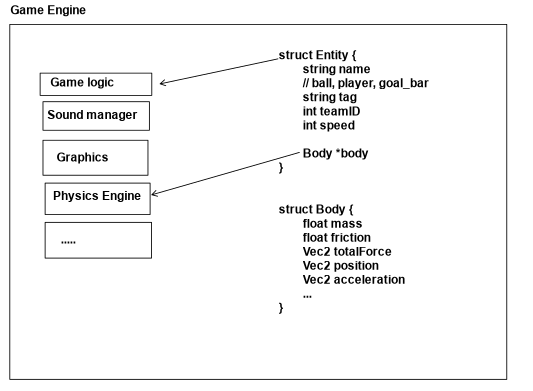 Game Engine
Game logic
Sound manager
Graphics
Physics Engine
.....
struct Entity {
string name
// ball, player, goal_bar
string tag
int teamID
int speed
Body *body
}
struct Body {
float mass
float friction
Vec2 totalForce
Vec2 position
Vec2 acceleration
...
}